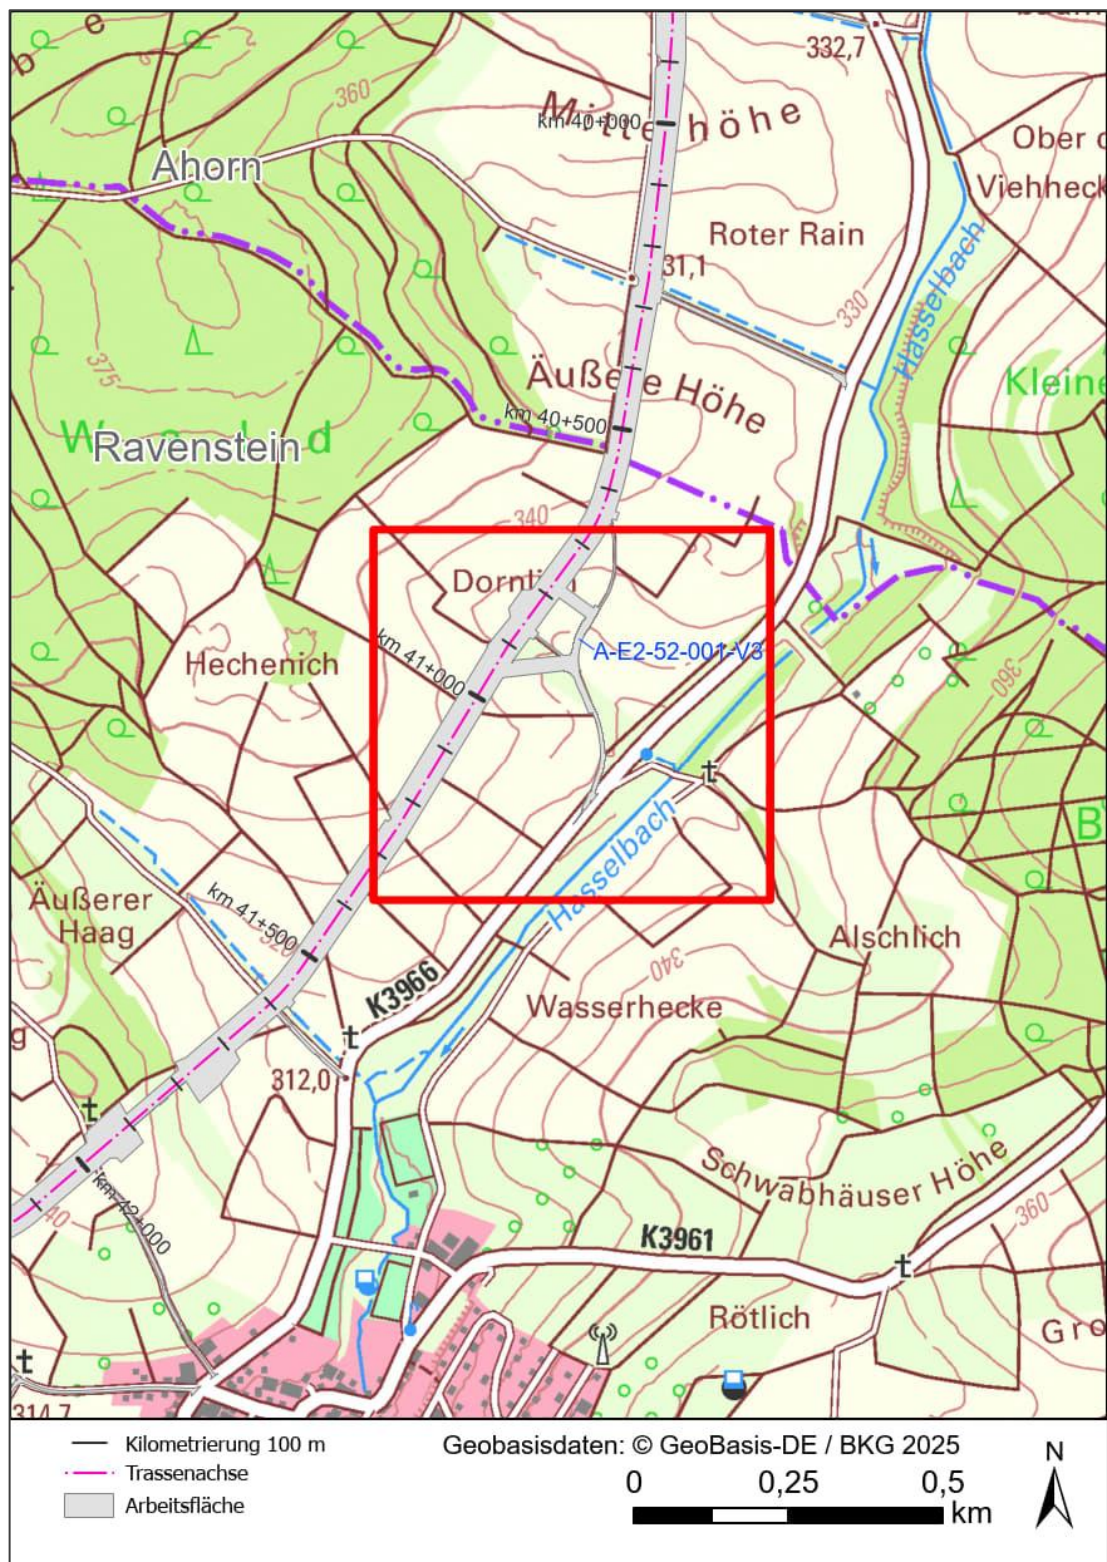 332,7
360
Mittlehöhe
km 40+000
Ober
Ahorn
Viehheck
Roter Rain
31,1
Hasselbach
330
375
Äußere Höhe
Kleine
km 40+500
Ravenstein
340
Dornlich
A-E2-52-001-V3
km 41+000
Hechenich
360
B
Hasselbach
Äußerer
Haag
km 41+500
Alschlich
340
K3966
Wasserhecke
g
312,0
Schwabhäuser Höhe
km 42+000
40
360
K3961
Rötlich
Gro
314,7
Kilometrierung 100 m
Trassenachse
Arbeitsfläche
Geobasisdaten: © GeoBasis-DE / BKG 2025
0 0,25 0,5
km
N